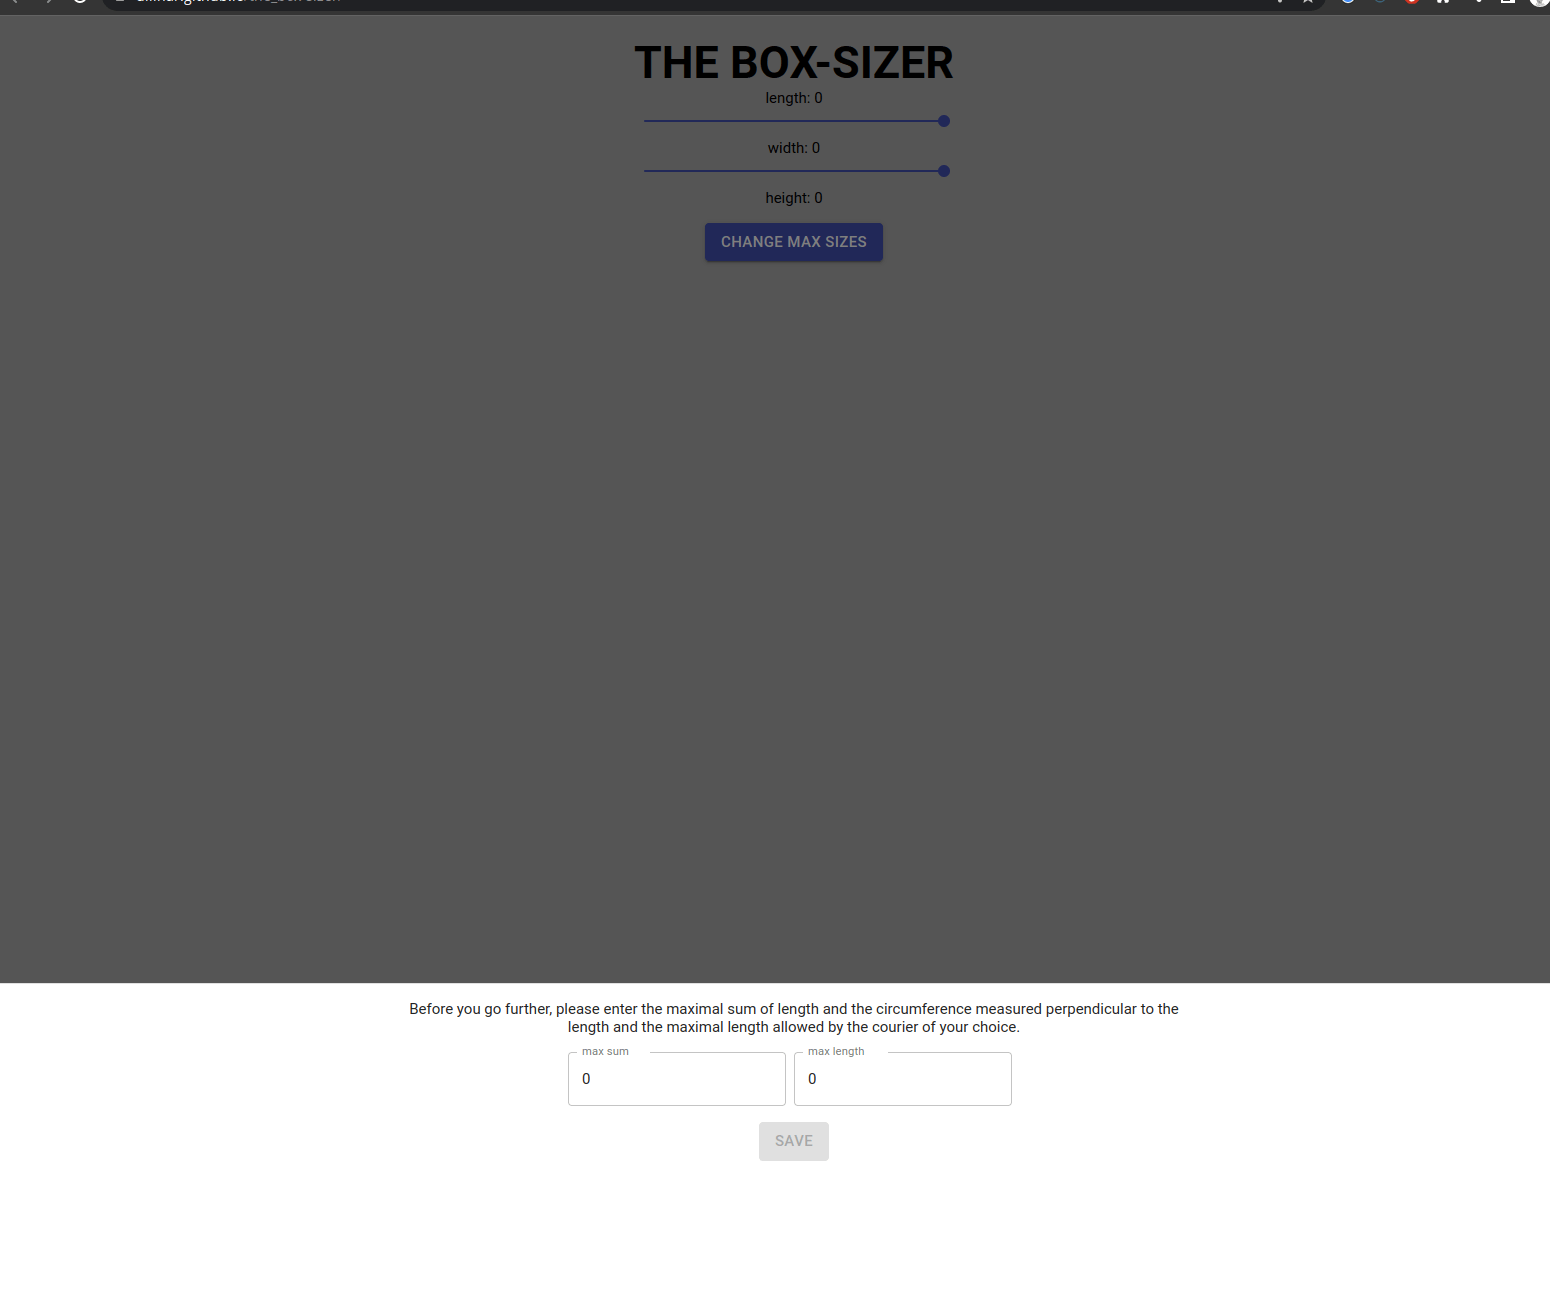 THE BOX-SIZER
length: 0
width: 0
height: 0
CHANGE MAX SIZES
Before you go further, please enter the maximal sum of length and the circumference measured perpendicular to the
length and the maximal length allowed by the courier of your choice.
max sum
0
max length
0
SAVE